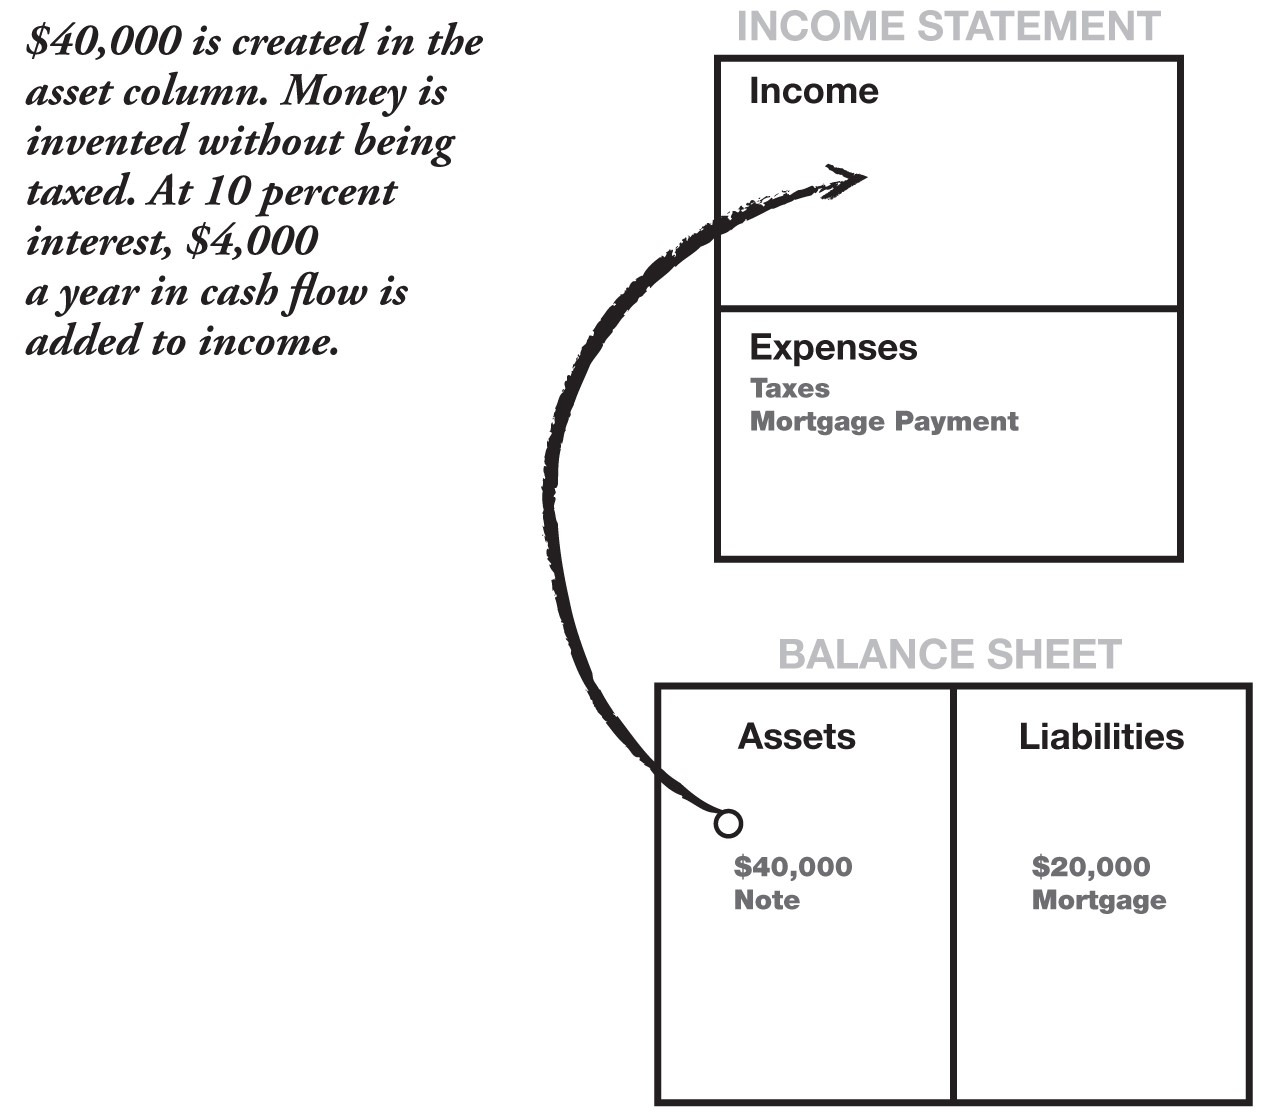 $40,000 is created in the
asset column. Money is
invented without being
taxed. At 10 percent
interest, $4,000
a year in cash flow is
added to income.
INCOME STATEMENT
Income
Expenses
Taxes
Mortgage Payment
BALANCE SHEET
Assets
$40,000
Note
Liabilities
$20,000
Mortgage